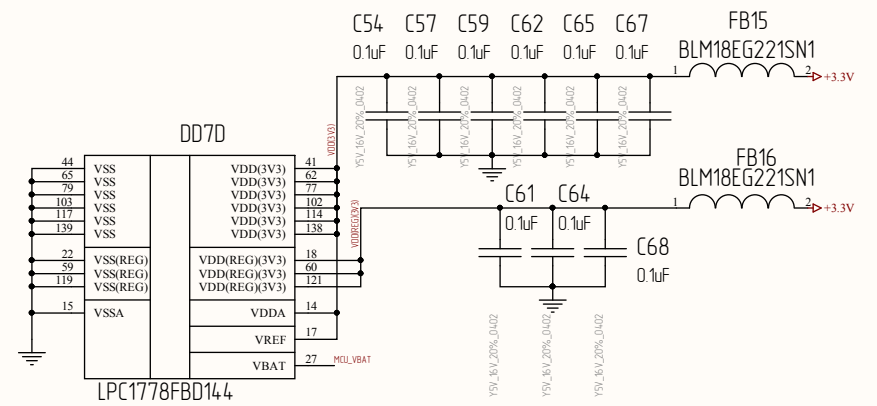 C54 C57 C59 C62 C65 C67 FB15
0.1uF 0.1uF 0.1uF 0.1uF 0.1uF 0.1uF BLM18EG221SN1
1 2 +3.3V
Y5V_16V_20%_0402 Y5V_16V_20%_0402 Y5V_16V_20%_0402 Y5V_16V_20%_0402 Y5V_16V_20%_0402 Y5V_16V_20%_0402
VDD(3V3)
DD7D
FB16
BLM18EG221SN1
1 2 +3.3V
44 VSS VDD(3V3) 41
65 VSS VDD(3V3) 62
79 VSS VDD(3V3) 77
103 VSS VDD(3V3) 102
117 VSS VDD(3V3) 114
139 VSS VDD(3V3) 138
VDD(REG)(3V3)
C61 C64
0.1uF 0.1uF
C68
0.1uF
22 VSS(REG) VDD(REG)(3V3) 18
59 VSS(REG) VDD(REG)(3V3) 60
119 VSS(REG) VDD(REG)(3V3) 121
15 VSSA VDDA 14
VREF 17
VBAT 27 MCU_VBAT
Y5V_16V_20%_0402 Y5V_16V_20%_0402 Y5V_16V_20%_0402
LPC1778FBD144